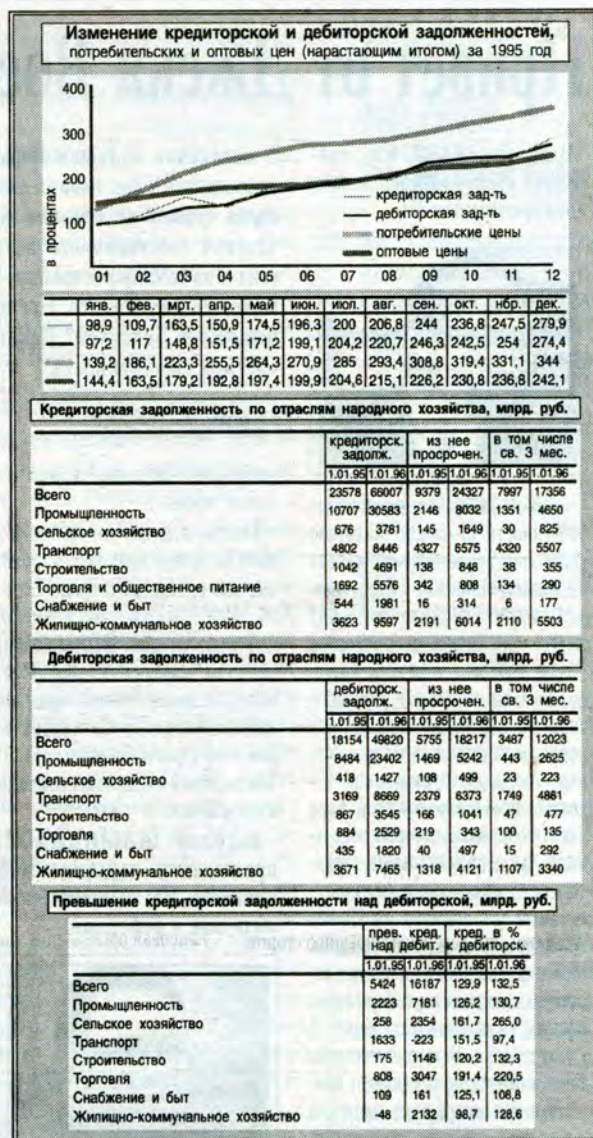 Изменение кредиторской и дебиторской задолженностей,
потребительских и оптовых цен (нарастающим итогом) за 1995 год
в процентах
400
300
200
100
кредиторская зад-ть
дебиторская зад-ть
потребительские цены
оптовые цены
01 02 03 04 05 06 07 08 09 10 11 12
янв. фев. мрт. апр. май июн. июл. авг. сен. окт. нбр. дек.
98,9 109,7 163,5 150,9 174,5 196,3 200 206,8 244 236,8 247,5 279,9
97,2 117 148,8 151,5 171,2 199,1 204,2 220,7 246,3 242,5 254 274,4
139,2 186,1 223,3 255,5 264,3 270,9 285 293,4 308,8 319,4 331,1 344
144,4 163,5 179,2 192,8 197,4 199,9 204,6 215,1 226,2 230,8 236,8 242,1
Кредиторская задолженность по отраслям народного хозяйства, млрд. руб.
кредиторск. задолж. из нее просрочен. в том числе св. 3 мес.
1.01.95 1.01.96 1.01.95 1.01.96 1.01.95 1.01.96
Всего 23578 66007 9379 24327 7997 17356
Промышленность 10707 30583 2146 8032 1351 4650
Сельское хозяйство 676 3781 145 1649 30 825
Транспорт 4802 8446 4327 6575 4320 5507
Строительство 1042 4691 136 848 38 355
Торговля и общественное питание 1692 5576 342 808 134 290
Снабжение и быт 544 1981 16 314 6 177
Жилищно-коммунальное хозяйство 3623 9597 2191 6014 2110 5503
Дебиторская задолженность по отраслям народного хозяйства, млрд. руб.
дебиторск. задолж. из нее просрочен. в том числе св. 3 мес.
1.01.95 1.01.96 1.01.95 1.01.96 1.01.95 1.01.96
Всего 18154 49820 5755 18217 3487 12023
Промышленность 8484 23402 1469 5242 443 2625
Сельское хозяйство 418 1427 108 499 23 223
Транспорт 3169 8669 2379 6373 1749 4861
Строительство 867 3545 166 1041 47 477
Торговля 884 2529 219 343 100 135
Снабжение и быт 435 1820 40 497 15 292
Жилищно-коммунальное хозяйство 3671 7465 1318 4121 1107 3340
Превышение кредиторской задолженности над дебиторской, млрд. руб.
прев. кред. над дебит. кред. в % к дебиторск.
1.01.95 1.01.96 1.01.95 1.01.96
Всего 5424 16187 129,9 132,5
Промышленность 2223 7181 126,2 130,7
Сельское хозяйство 258 2354 161,7 265,0
Транспорт 1633 -223 151,5 97,4
Строительство 175 1146 120,2 132,3
Торговля 808 3047 191,4 220,5
Снабжение и быт 109 161 125,1 108,8
Жилищно-коммунальное хозяйство 48 2132 98,7 128,6